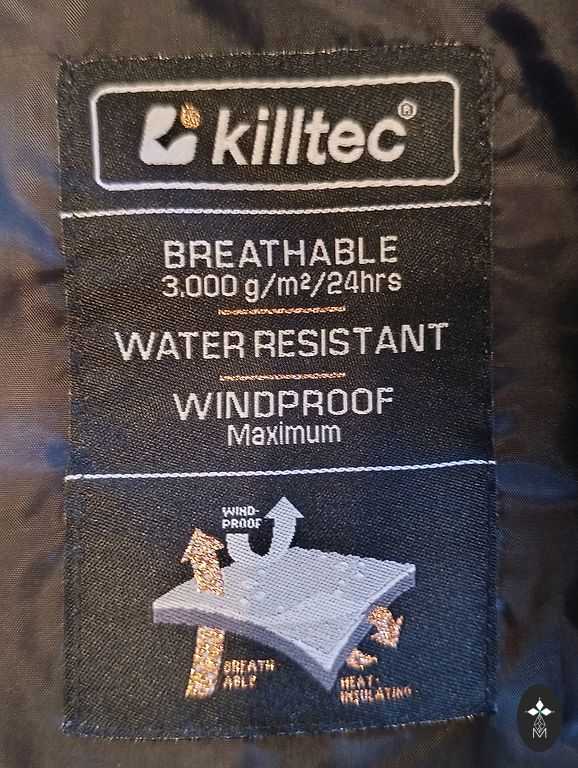 killtec®
BREATHABLE
3.000 g/m²/24hrs
WATER RESISTANT
WINDPROOF
Maximum
WIND-
PROOF
BREATH
ABLE
HEAT-
INSULATING
M